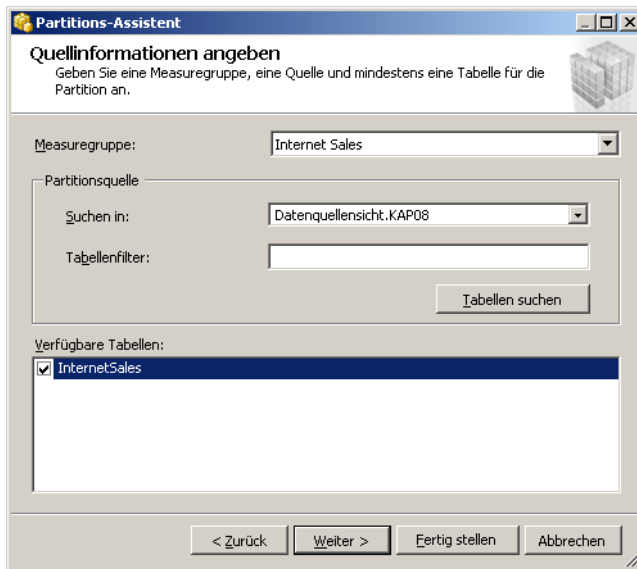 Partitions-Assistent
Quellinformationen angeben
Geben Sie eine Measuregruppe, eine Quelle und mindestens eine Tabelle für die
Partition an.
Measuregruppe: Internet Sales
Partitionsquelle
Suchen in: Datenquellensicht.KAP08
Tabellenfilter:
Tabellen suchen
Verfügbare Tabellen:
InternetSales
< Zurück Weiter > Fertig stellen Abbrechen